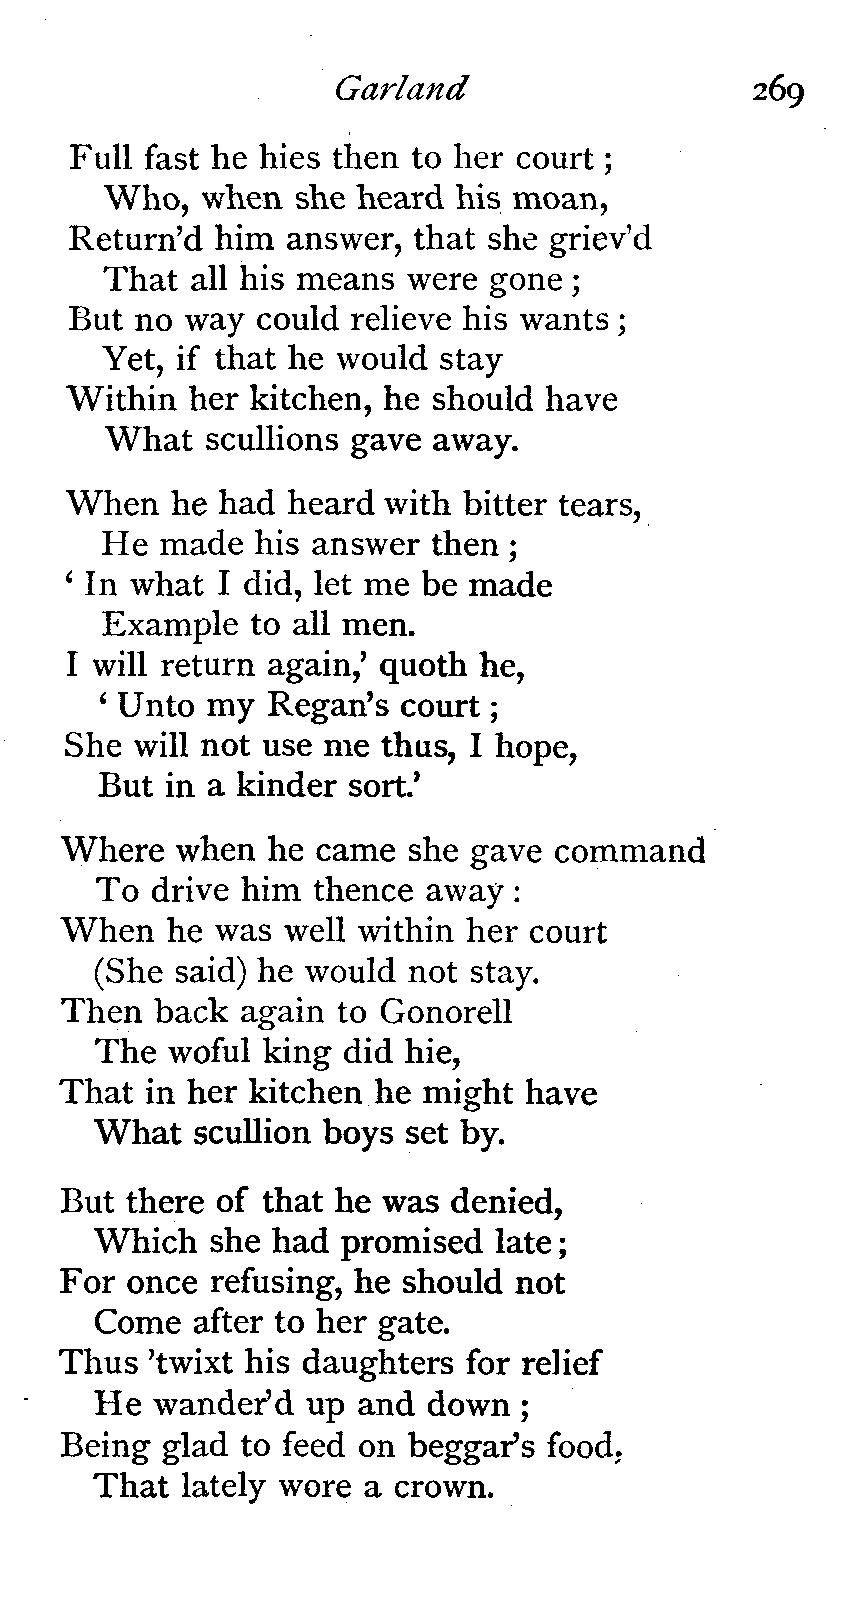 Garland 269
Full fast he hies then to her court ;
Who, when she heard his moan,
Return'd him answer, that she griev'd
That all his means were gone ;
But no way could relieve his wants ;
Yet, if that he would stay
Within her kitchen, he should have
What scullions gave away.
When he had heard with bitter tears,
He made his answer then ;
‘ In what I did, let me be made
Example to all men.
I will return again,’ quoth he,
‘ Unto my Regan's court ;
She will not use me thus, I hope,
But in a kinder sort.’
Where when he came she gave command
To drive him thence away :
When he was well within her court
(She said) he would not stay.
Then back again to Gonorell
The woful king did hie,
That in her kitchen he might have
What scullion boys set by.
But there of that he was denied,
Which she had promised late ;
For once refusing, he should not
Come after to her gate.
Thus 'twixt his daughters for relief
He wander'd up and down ;
Being glad to feed on beggar's food,
That lately wore a crown.